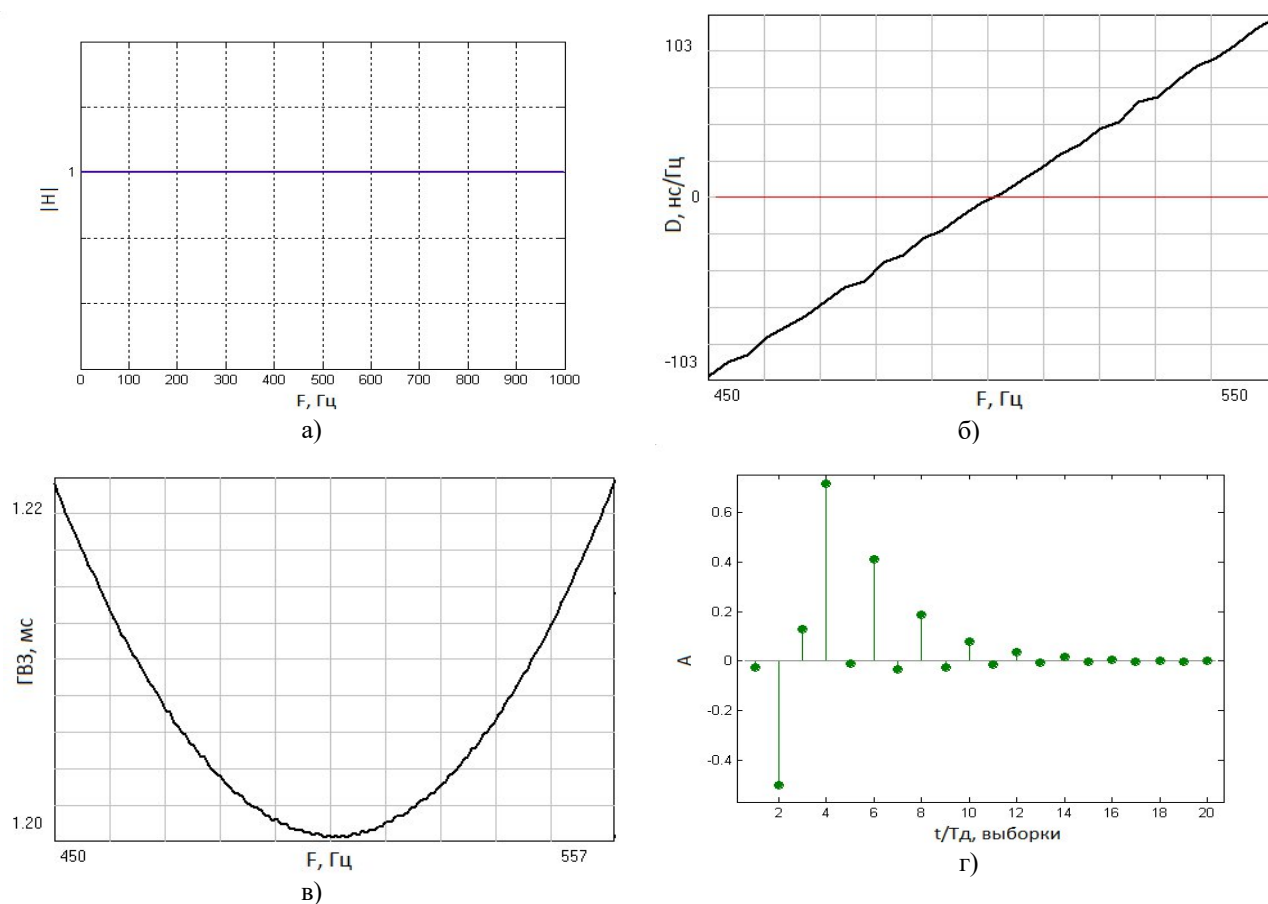 |H|
1
0 100 200 300 400 500 600 700 800 900 1000
F, Гц
а)
D, нс/Гц
103
0
-103
450 550
F, Гц
б)
ГВЗ, мс
1.22
1.20
450 557
F, Гц
в)
A
0.6
0.4
0.2
0
-0.2
-0.4
2 4 6 8 10 12 14 16 18 20
t/Tд, выборки
г)